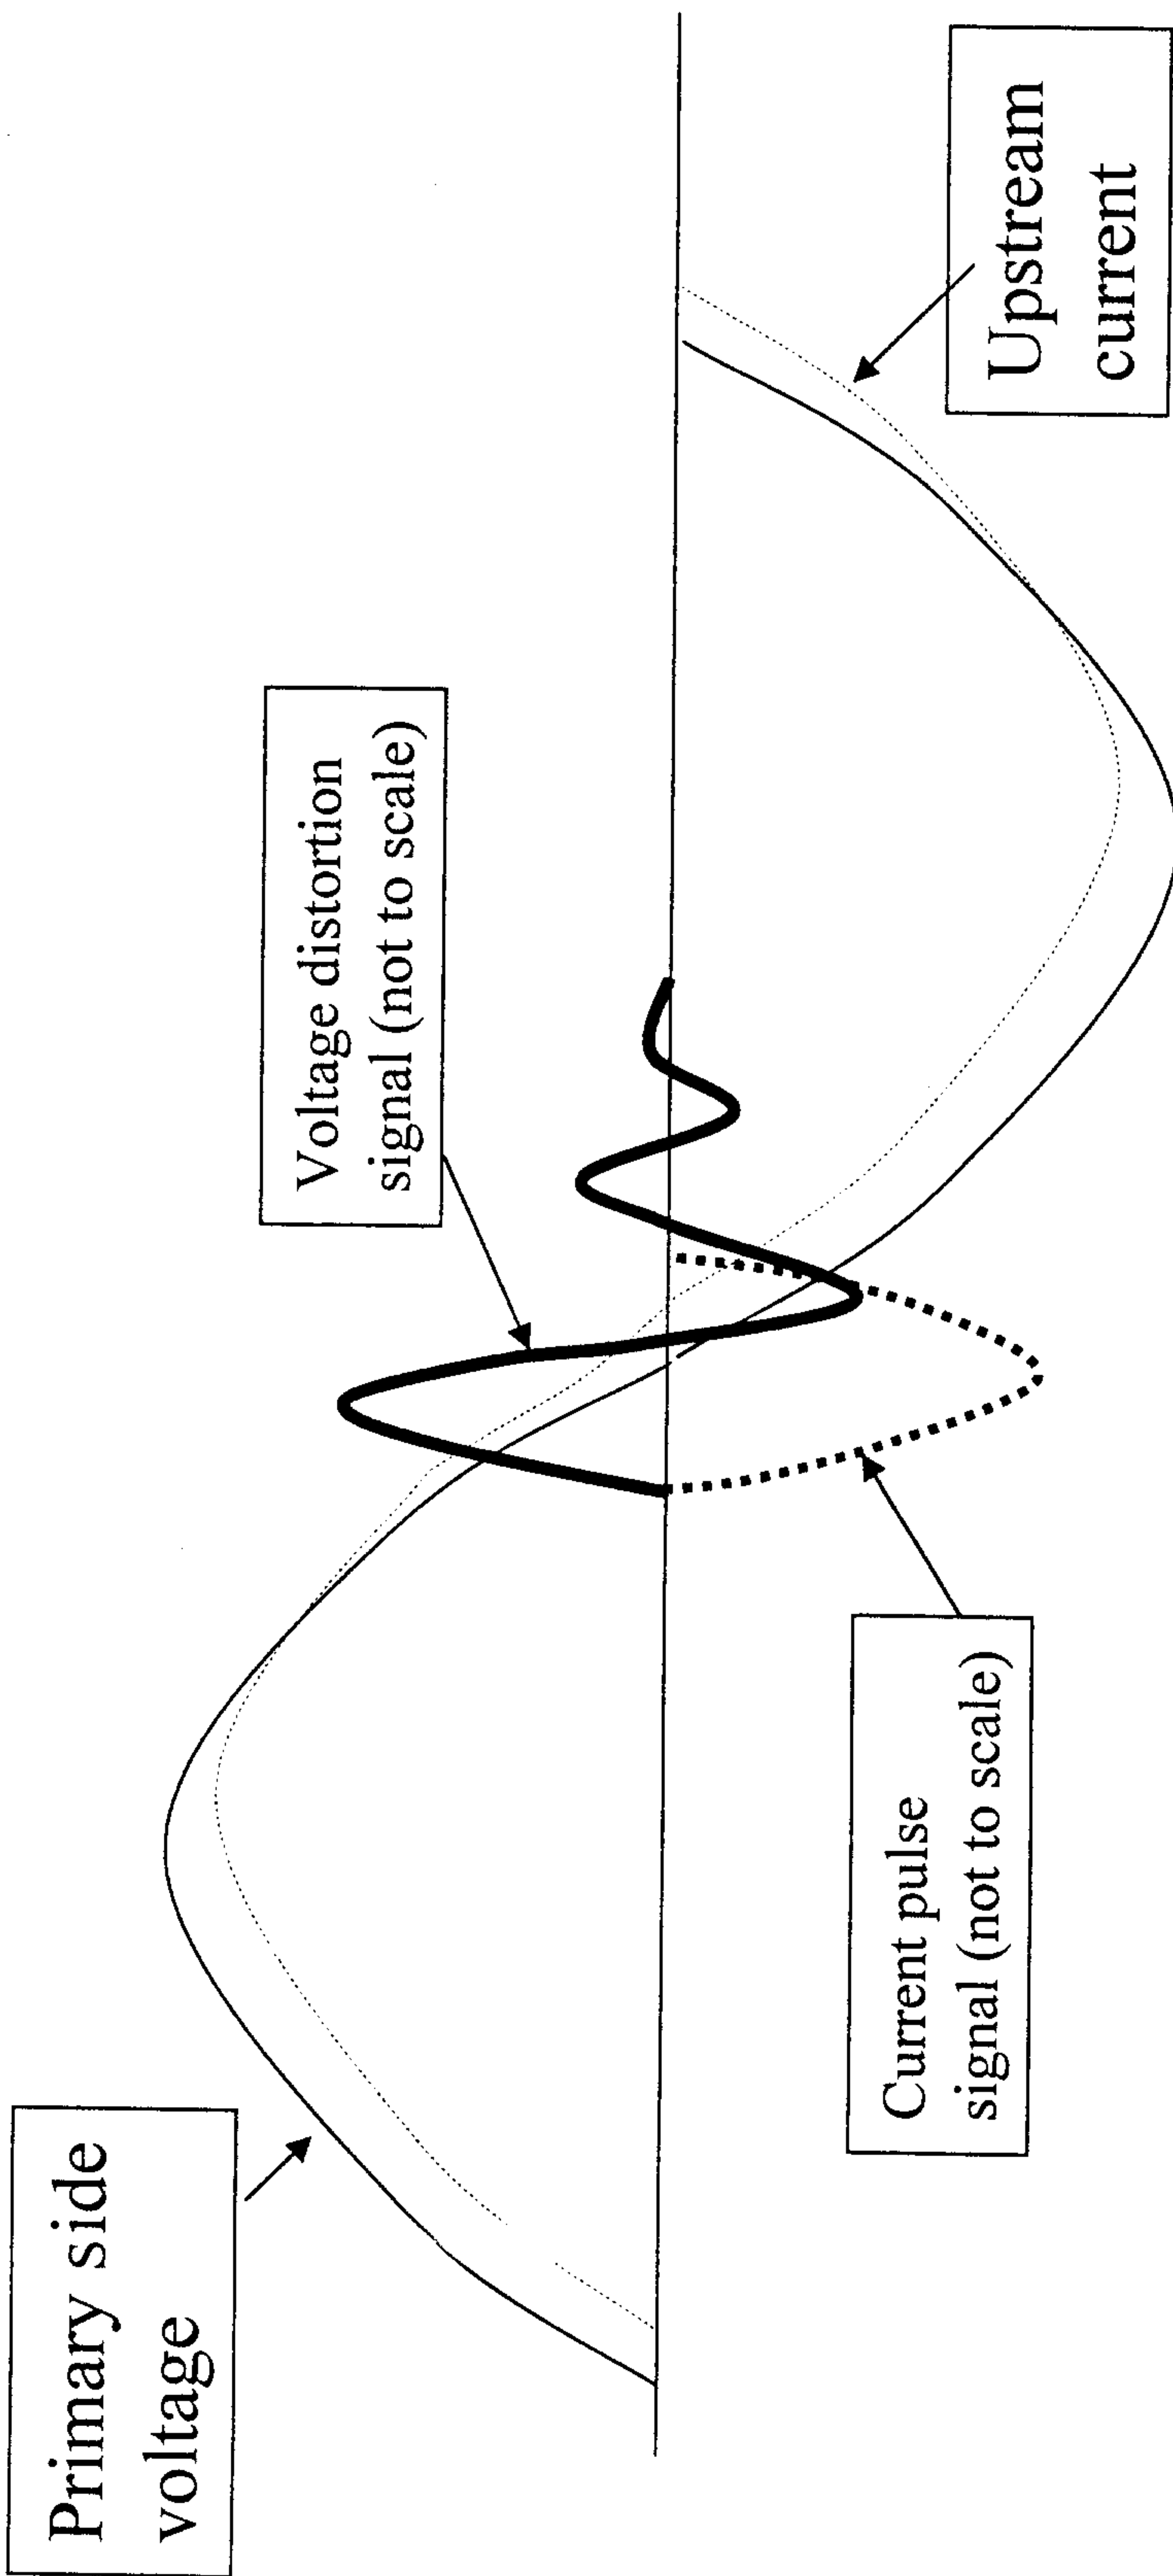 Primary side
voltage
Voltage distortion
signal (not to scale)
Current pulse
signal (not to scale)
Upstream
current